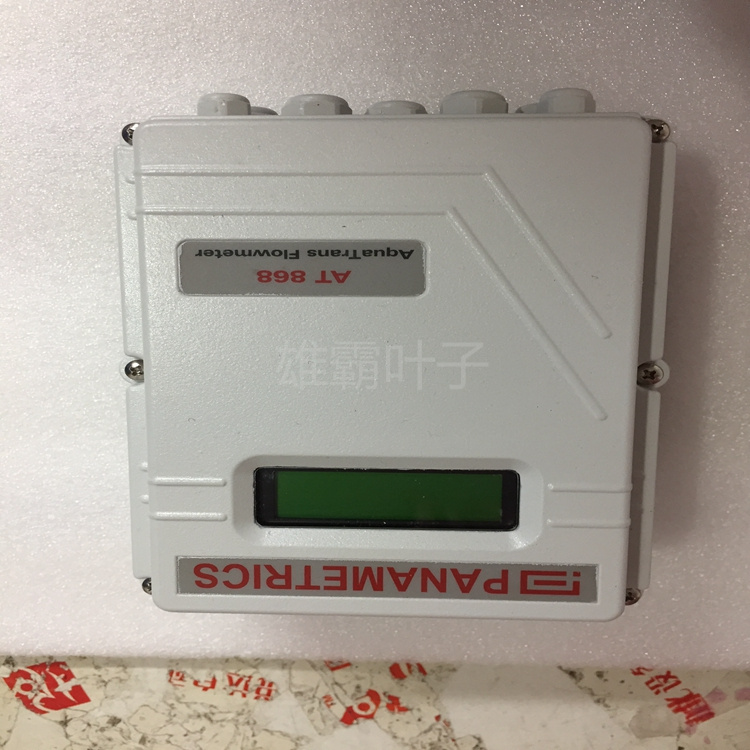 AquaTrans Flowmeter
AT 868
雄霸叶子
PANAMETRICS